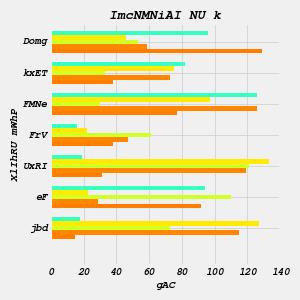 ImcNMNiAI NU k
Domg
kxET
FMNe
FrV
UxRI
eF
jbd
XllhRU mWhP
0 20 40 60 80 100 120 140
gAC